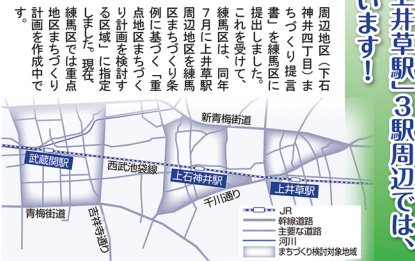 上井草駅」3駅周辺では、
います！
周辺地区（下石
神井四丁目）ま
ちづくり提言
書」を練馬区に
提出しました。
これを受けて、
練馬区は、同年
7月に上井草駅
周辺地区を練馬
区まちづくり条
例に基づく「重
点地区まちづく
り計画を検討す
る区域」に指定
しました。現在、
練馬区では重点
地区まちづくり
計画を作成中で
す。
新青梅街道
武蔵関駅
西武池袋線
上石神井駅
上井草駅
千川通り
青梅街道
吉祥寺通り
JR
幹線道路
主要な道路
河川
まちづくり検討対象地域